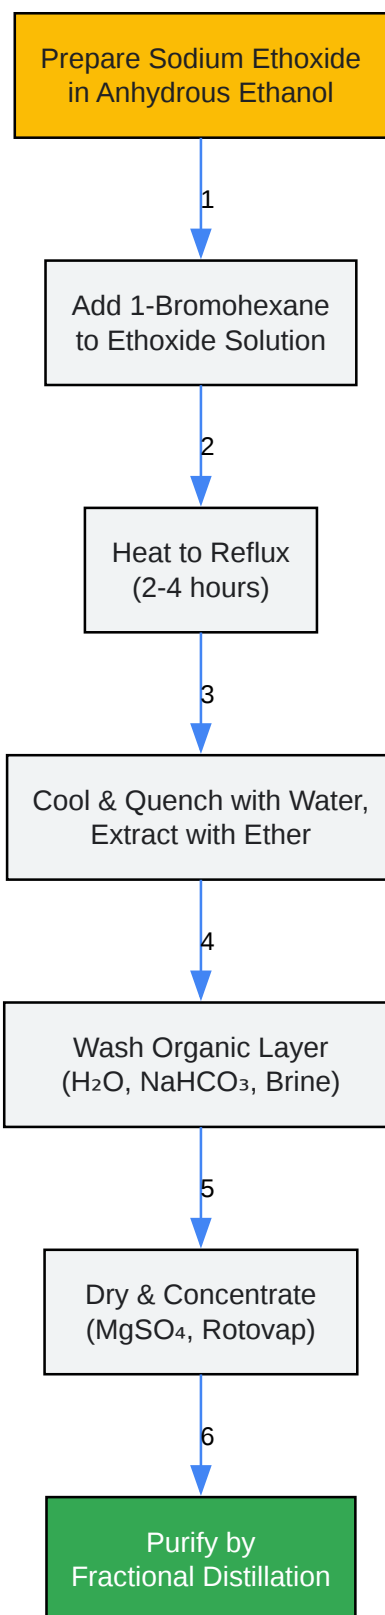 Prepare Sodium Ethoxide
in Anhydrous Ethanol
1
Add 1-Bromohexane
to Ethoxide Solution
2
Heat to Reflux
(2-4 hours)
3
Cool & Quench with Water,
Extract with Ether
4
Wash Organic Layer
(H₂O, NaHCO₃, Brine)
5
Dry & Concentrate
(MgSO₄, Rotovap)
6
Purify by
Fractional Distillation